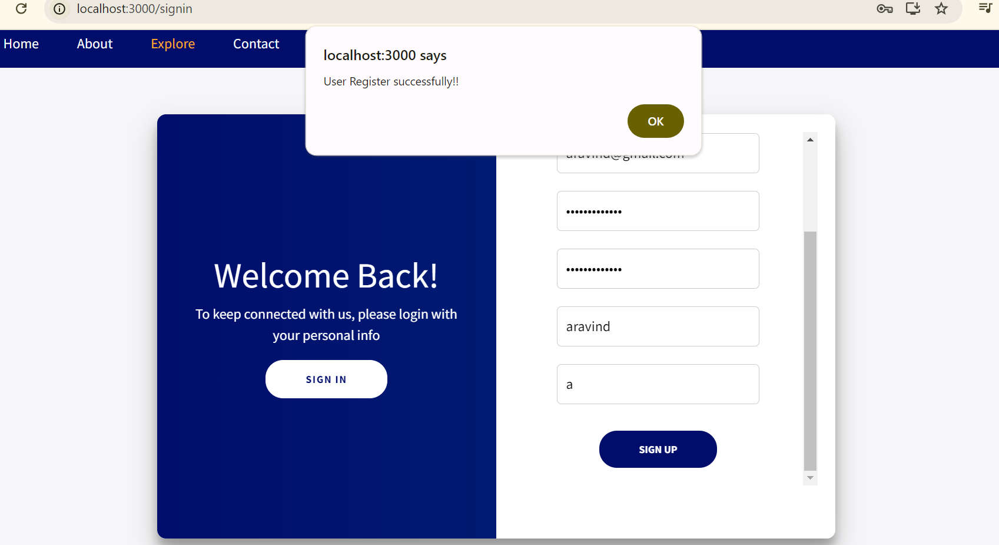 localhost:3000/signin
Home About Explore Contact
localhost:3000 says
User Register successfully!!
OK
aravind@gmail.com
•••••••••••••
•••••••••••••
aravind
a
SIGN UP
Welcome Back!
To keep connected with us, please login with
your personal info
SIGN IN